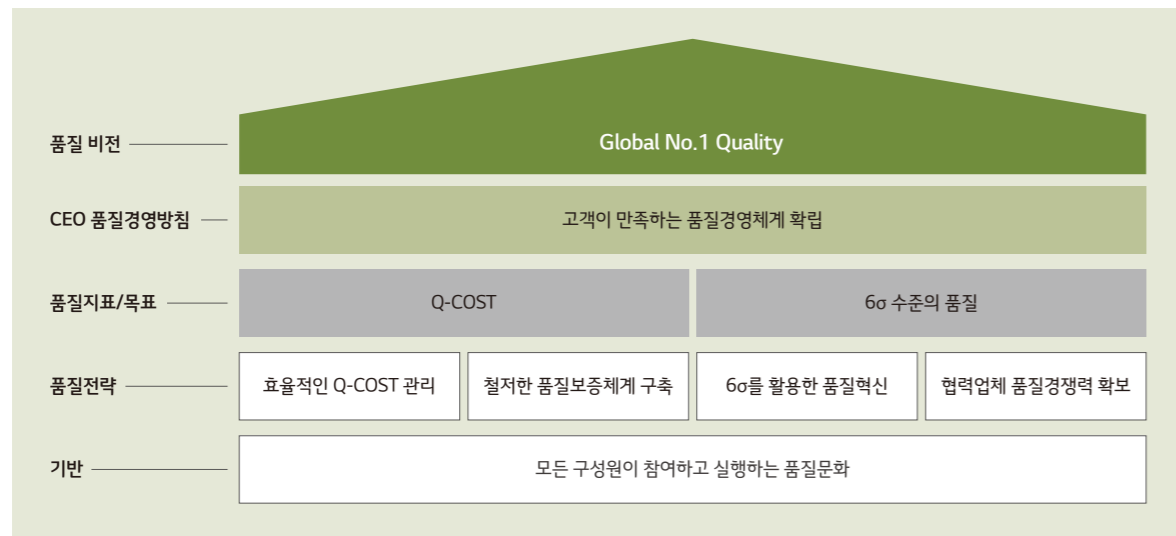 Global No.1 Quality
품질 비전
CEO 품질경영방침
고객이 만족하는 품질경영체계 확립
품질지표/목표
Q-COST
6σ 수준의 품질
품질전략
효율적인 Q-COST 관리
철저한 품질보증체계 구축
6σ를 활용한 품질혁신
협력업체 품질경쟁력 확보
기반
모든 구성원이 참여하고 실행하는 품질문화